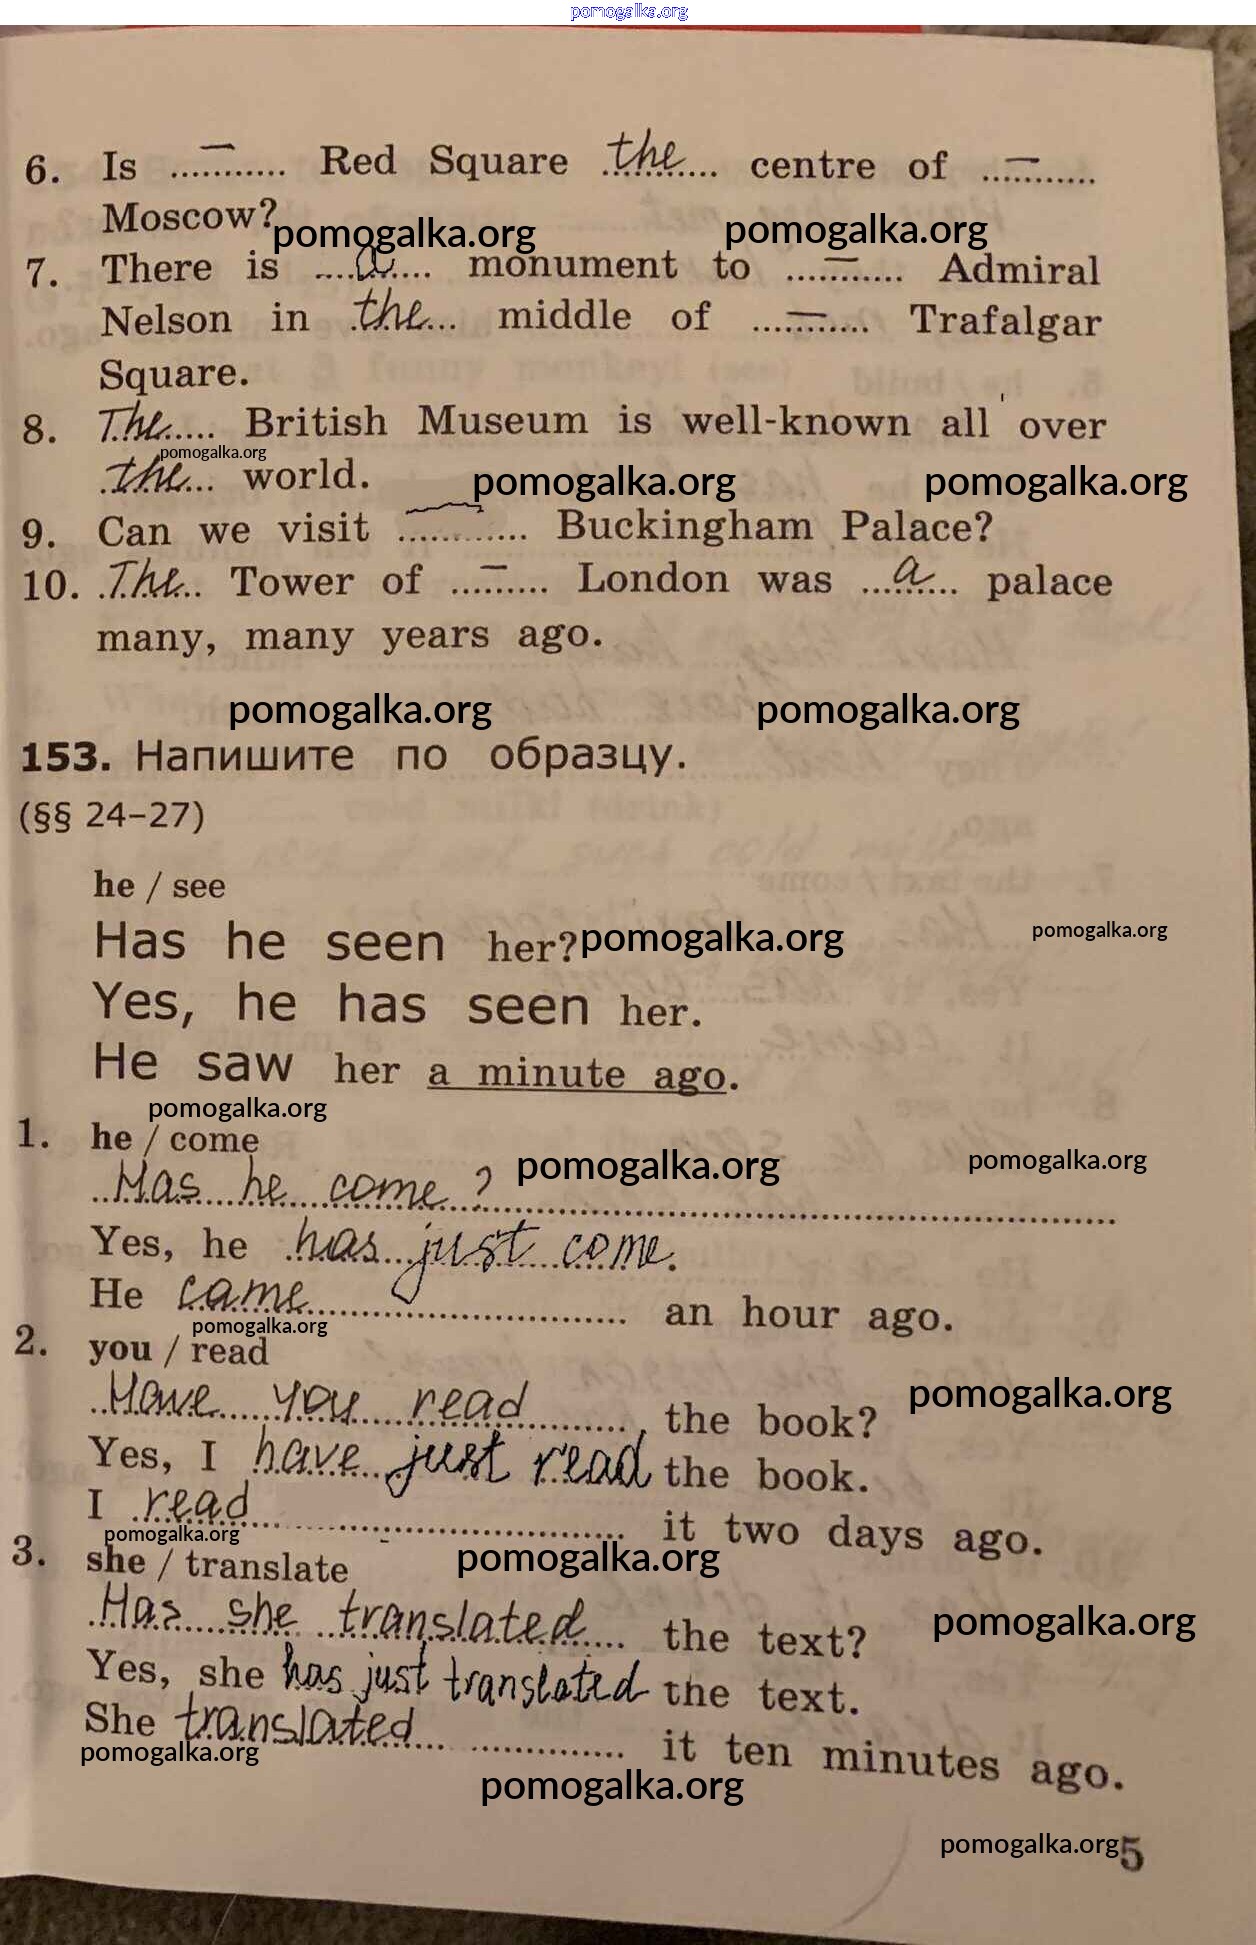 pomogalka.org
6. Is ...—... Red Square ...the... centre of ...—...
Moscow?
pomogalka.org pomogalka.org
7. There is ...a... monument to ...—... Admiral
Nelson in ...the... middle of ...—... Trafalgar
Square.
8. The... British Museum is well-known all over
pomogalka.org
...the... world.
pomogalka.org pomogalka.org
9. Can we visit ...—... Buckingham Palace?
10. ...The... Tower of ...—... London was ...a... palace
many, many years ago.
pomogalka.org pomogalka.org
153. Напишите по образцу.
(§§ 24–27)
he / see
Has he seen her?
pomogalka.org pomogalka.org
Yes, he has seen her.
He saw her a minute ago.
pomogalka.org
1. he / come
pomogalka.org pomogalka.org
Has he come?
Yes, he has just come.
He came an hour ago.
pomogalka.org
2. you / read
pomogalka.org
Have you read the book?
Yes, I have just read the book.
I read it two days ago.
pomogalka.org
3. she / translate
pomogalka.org
Has she translated the text?
pomogalka.org
Yes, she has just translated the text.
She translated it ten minutes ago.
pomogalka.org
pomogalka.org
pomogalka.org
5